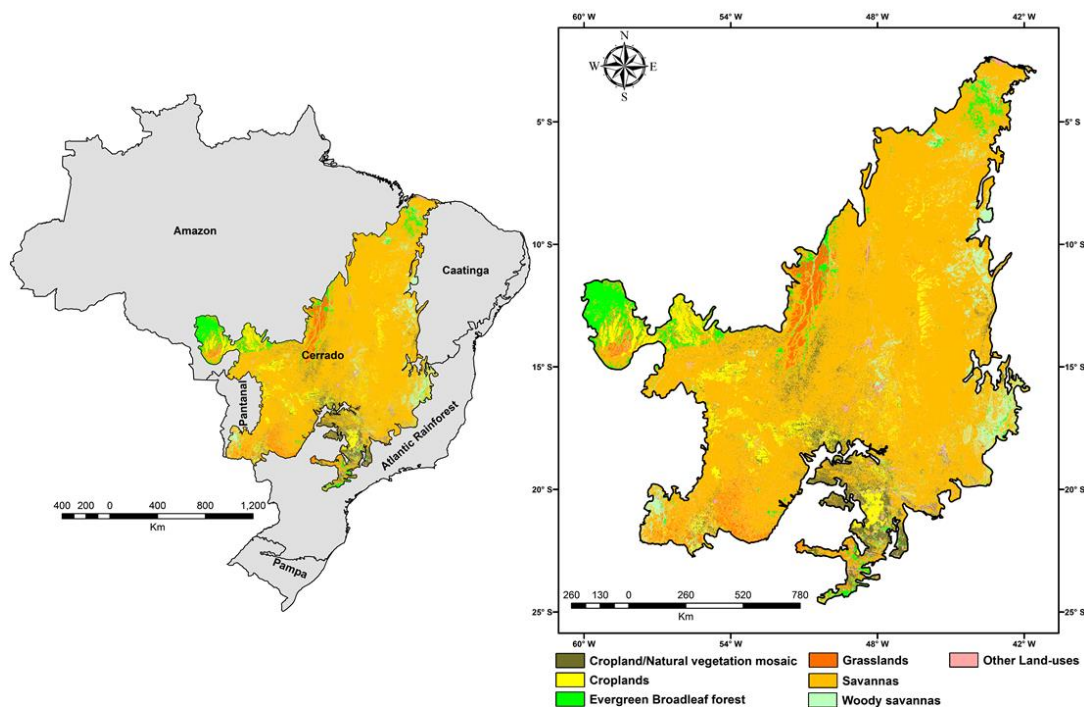 Amazon
Caatinga
Cerrado
Pantanal
Atlantic Rainforest
Pampa
400 200 0 400 800 1,200
Km
60° W 54° W 48° W 42° W
N
W E
S
5° S
10° S
15° S
20° S
25° S
260 130 0 260 520 780
Km
Cropland/Natural vegetation mosaic
Croplands
Evergreen Broadleaf forest
Grasslands
Savannas
Woody savannas
Other Land-uses